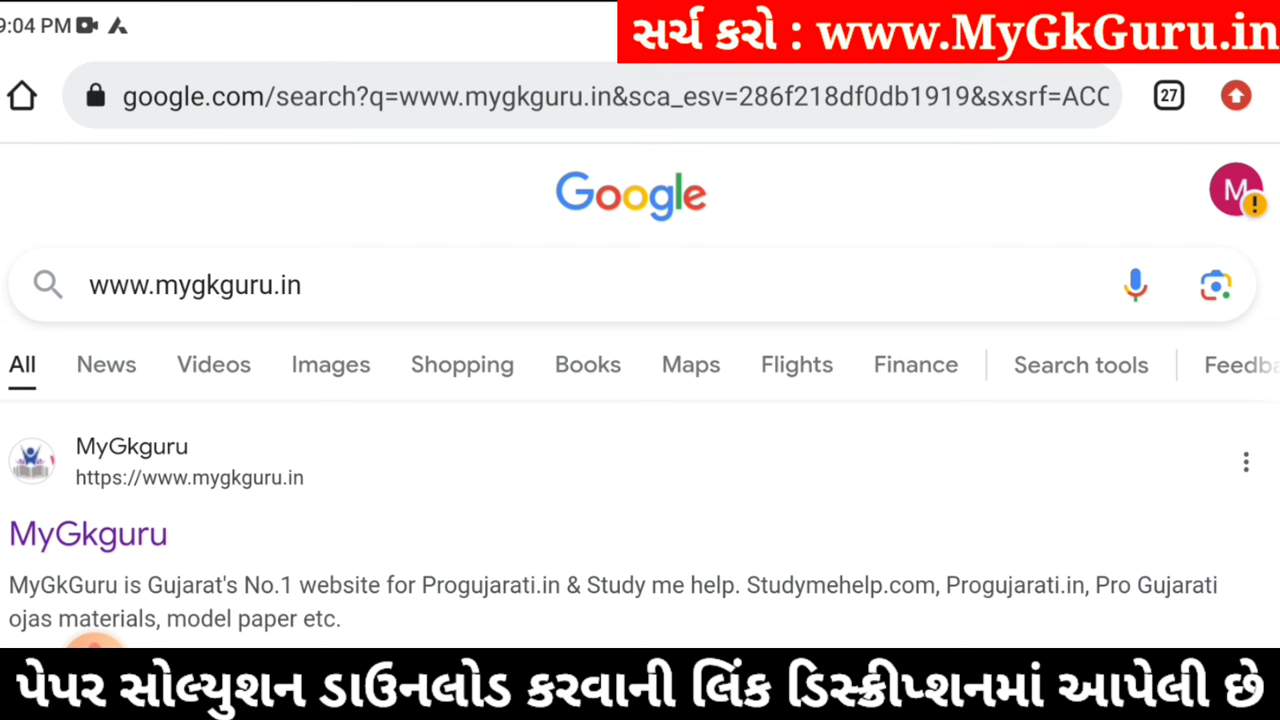 9:04 PM
સર્ચ કરો : www.MyGkGuru.in
google.com/search?q=www.mygkguru.in&sca_esv=286f218df0db1919&sxsrf=ACC
27
Google
M
www.mygkguru.in
All News Videos Images Shopping Books Maps Flights Finance Search tools Feedba
MyGkguru
https://www.mygkguru.in
MyGkguru
MyGkGuru is Gujarat's No.1 website for Progujarati.in & Study me help. Studymehelp.com, Progujarati.in, Pro Gujarati
ojas materials, model paper etc.
પેપર સોલ્યુશન ડાઉનલોડ કરવાની લિંક ડિસ્ક્રીપ્શનમાં આપેલી છે